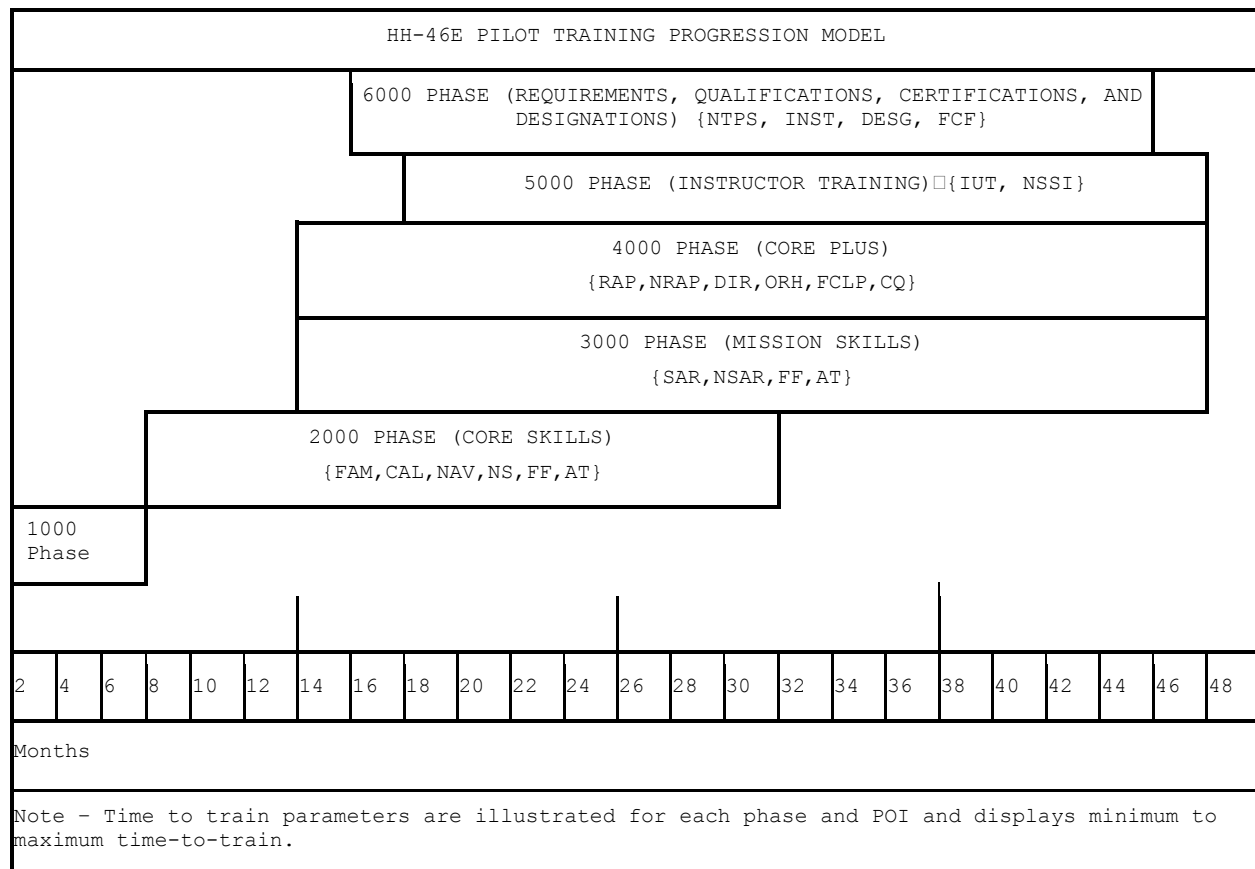 HH-46E PILOT TRAINING PROGRESSION MODEL
6000 PHASE (REQUIREMENTS, QUALIFICATIONS, CERTIFICATIONS, AND
DESIGNATIONS) {NTPS, INST, DESG, FCF}
5000 PHASE (INSTRUCTOR TRAINING)□{IUT, NSSI}
4000 PHASE (CORE PLUS)
{RAP,NRAP,DIR,ORH,FCLP,CQ}
3000 PHASE (MISSION SKILLS)
{SAR,NSAR,FF,AT}
2000 PHASE (CORE SKILLS)
{FAM,CAL,NAV,NS,FF,AT}
1000
Phase
2 4 6 8 10 12 14 16 18 20 22 24 26 28 30 32 34 36 38 40 42 44 46 48
Months
Note – Time to train parameters are illustrated for each phase and POI and displays minimum to
maximum time-to-train.